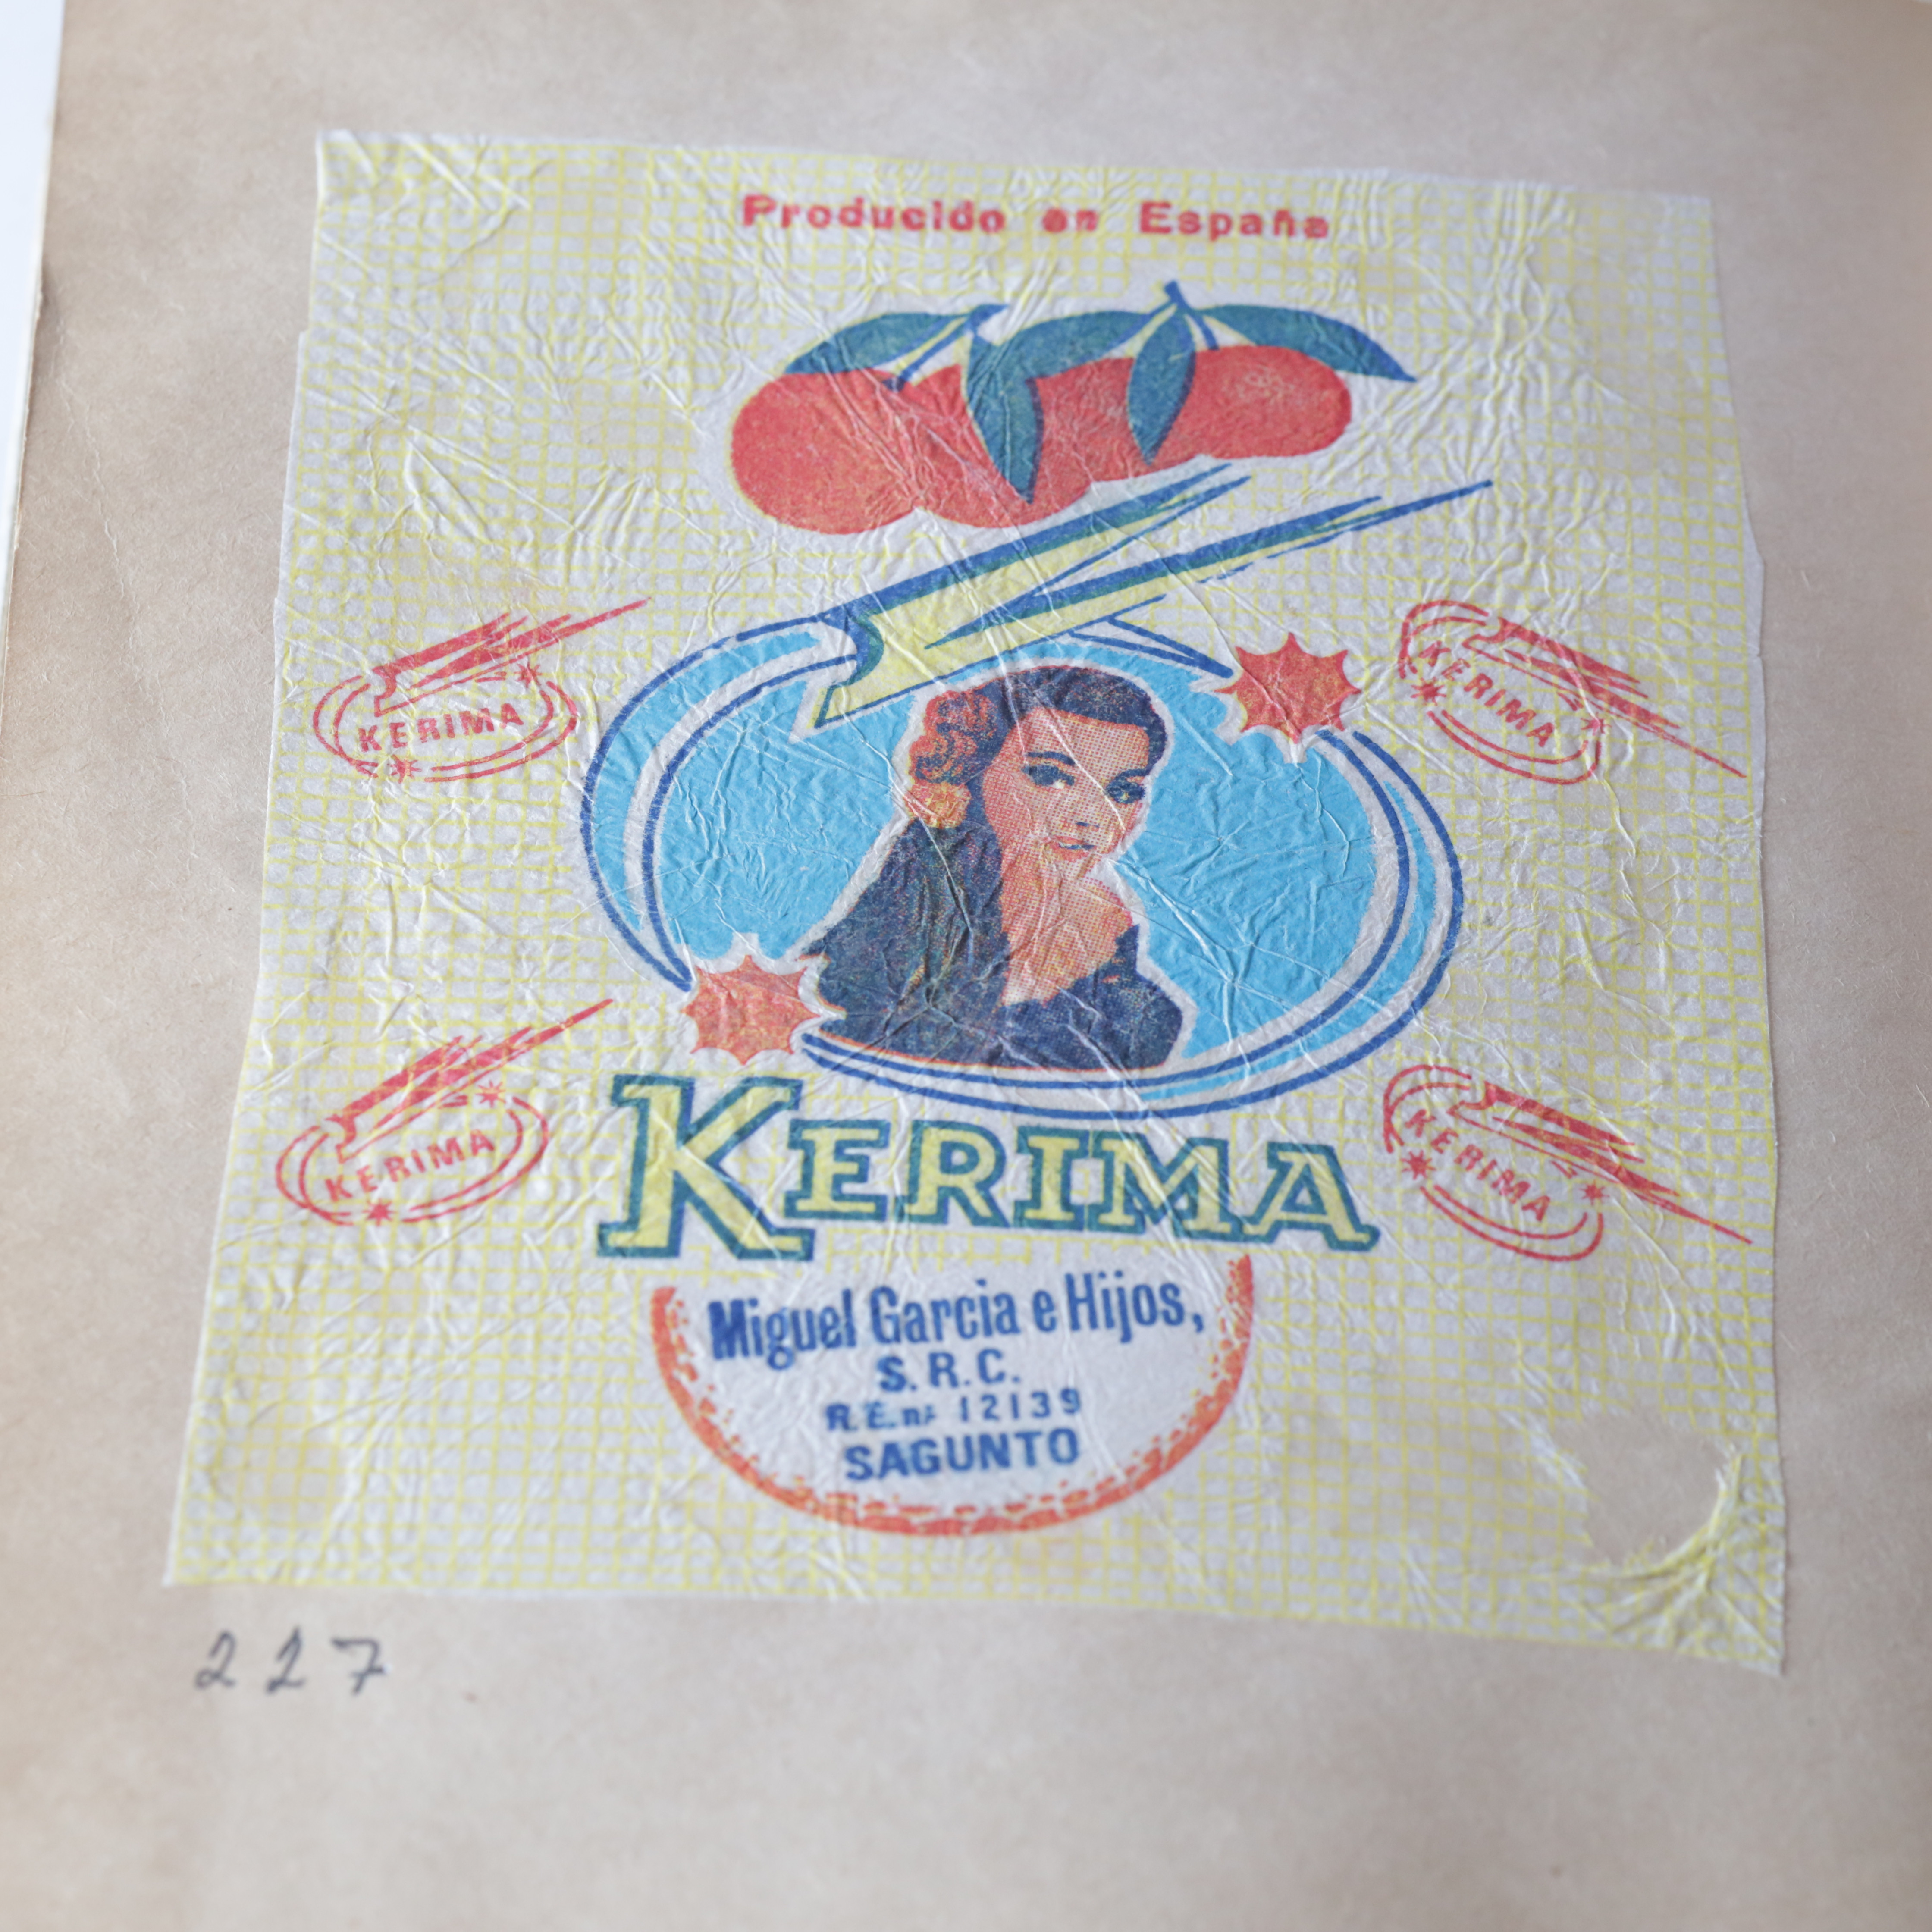 Producido en España
KERIMA
KERIMA
KERIMA
KERIMA
KERIMA
Miguel Garcia e Hijos,
S. R. C.
R. E. nº 12139
SAGUNTO
227